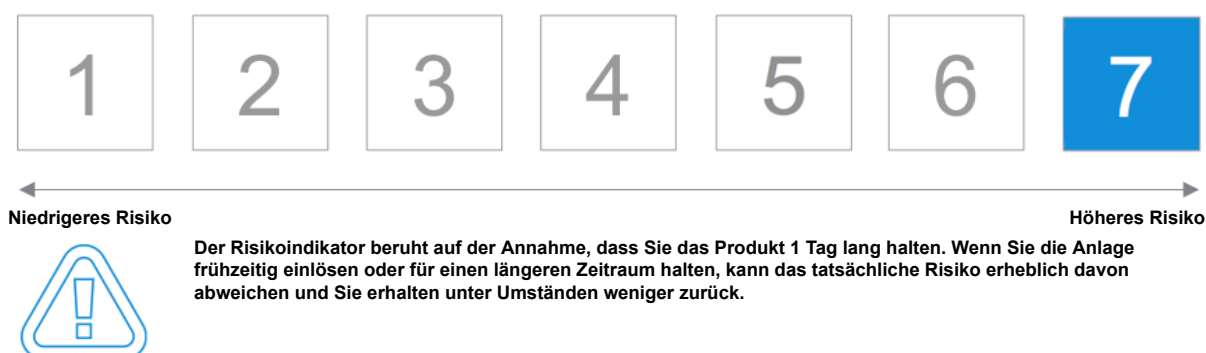 1 2 3 4 5 6 7
Niedrigeres Risiko Höheres Risiko
Der Risikoindikator beruht auf der Annahme, dass Sie das Produkt 1 Tag lang halten. Wenn Sie die Anlage
frühzeitig einlösen oder für einen längeren Zeitraum halten, kann das tatsächliche Risiko erheblich davon
abweichen und Sie erhalten unter Umständen weniger zurück.